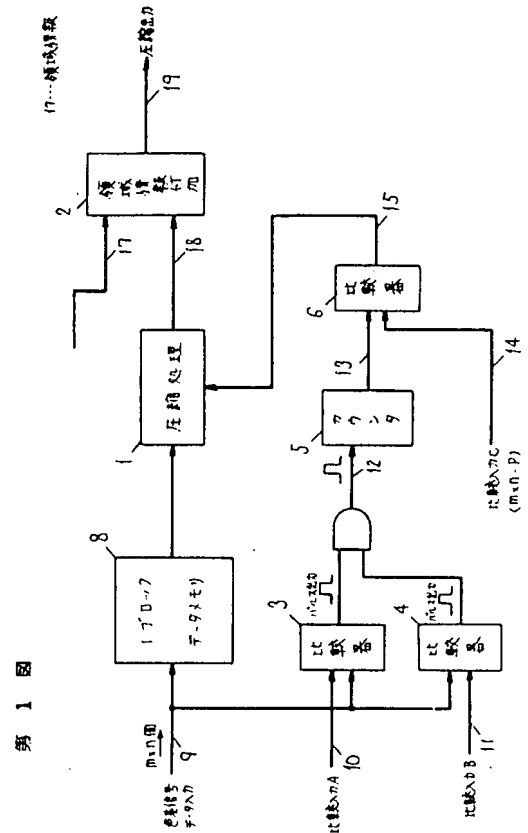 第 1 図
17…領域情報
圧縮出力
19
2
領域情報付加
17
18
15
1
圧縮処理
6
比較器
13
14
5
カウンタ
12
比較入力C
(m×n-P)
8
1ブロック
データメモリ
パルス出力
3
比較器
パルス出力
4
比較器
m×n個
9
色差信号
データ入力
10
比較入力A
11
比較入力B